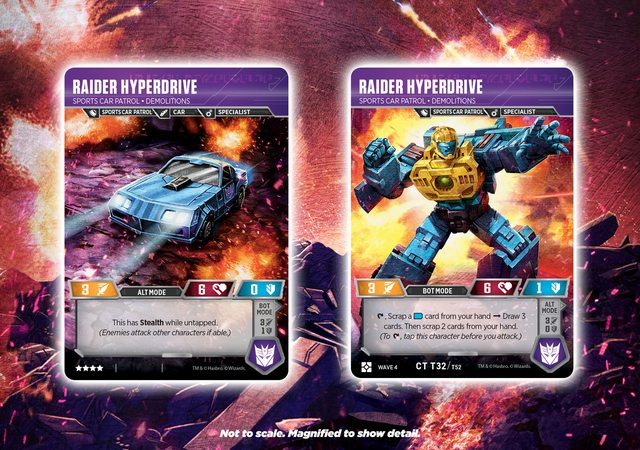 RAIDER HYPERDRIVE
SPORTS CAR PATROL • DEMOLITIONS
SPORTS CAR PATROL CAR SPECIALIST
3 ALT MODE 6 0
BOT MODE
3
1
This has Stealth while untapped.
(Enemies attack other characters if able.)
TM & © Hasbro. © Wizards.
RAIDER HYPERDRIVE
SPORTS CAR PATROL • DEMOLITIONS
SPORTS CAR PATROL SPECIALIST
3 BOT MODE 6 1
ALT MODE
3
0
, Scrap a card from your hand → Draw 3
cards. Then scrap 2 cards from your hand.
(To , tap this character before you attack.)
WAVE 4 CT T32/T52
TM & © Hasbro. © Wizards.
Not to scale. Magnified to show detail.